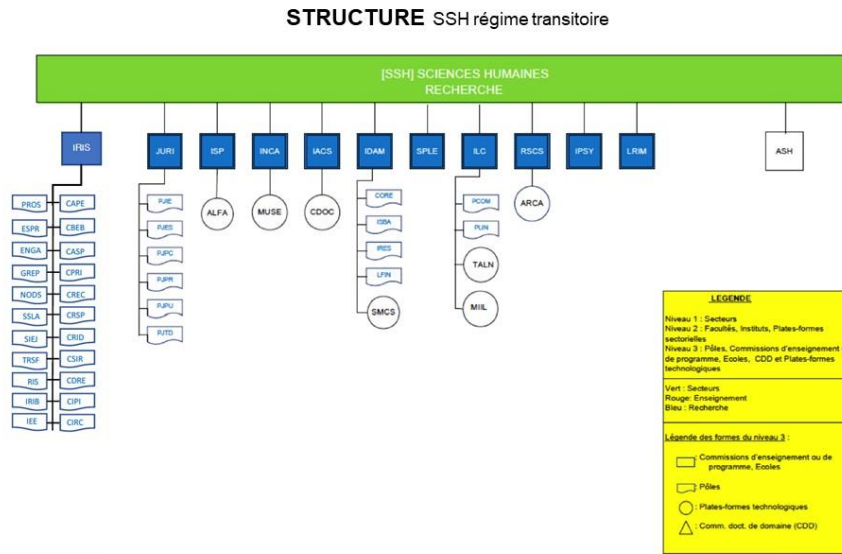 STRUCTURE SSH régime transitoire
[SSH] SCIENCES HUMAINES
RECHERCHE
IRIS
JURI
ISP
INCA
IACS
IDAM
SPLE
ILC
RSCS
IPSY
LRIM
ASH
PROS
CAPE
ESPR
CBEB
ENGA
CASP
GREP
CPRI
NODS
CREC
SSLA
CRSP
SIEJ
CRID
TRSF
CSIR
RIS
CDRE
IRIB
CIPI
IEE
CIRC
PJIE
PJES
PJPC
PJPR
PJPU
PJTD
ALFA
MUSE
CDOC
CORE
ISBA
IRES
LFIN
SMCS
PCOM
PLIN
TALN
MIIL
ARCA
LEGENDE
Niveau 1 : Secteurs
Niveau 2 : Facultés, Instituts, Plates-formes
sectorielles
Niveau 3 : Pôles, Commissions d'enseignement
de programme, Ecoles, CDD et Plates-formes
technologiques
Vert : Secteurs
Rouge: Enseignement
Bleu : Recherche
Légende des formes du niveau 3 :
: Commissions d'enseignement ou de
programme, Ecoles
: Pôles
: Plates-formes technologiques
: Comm. doct. de domaine (CDD)